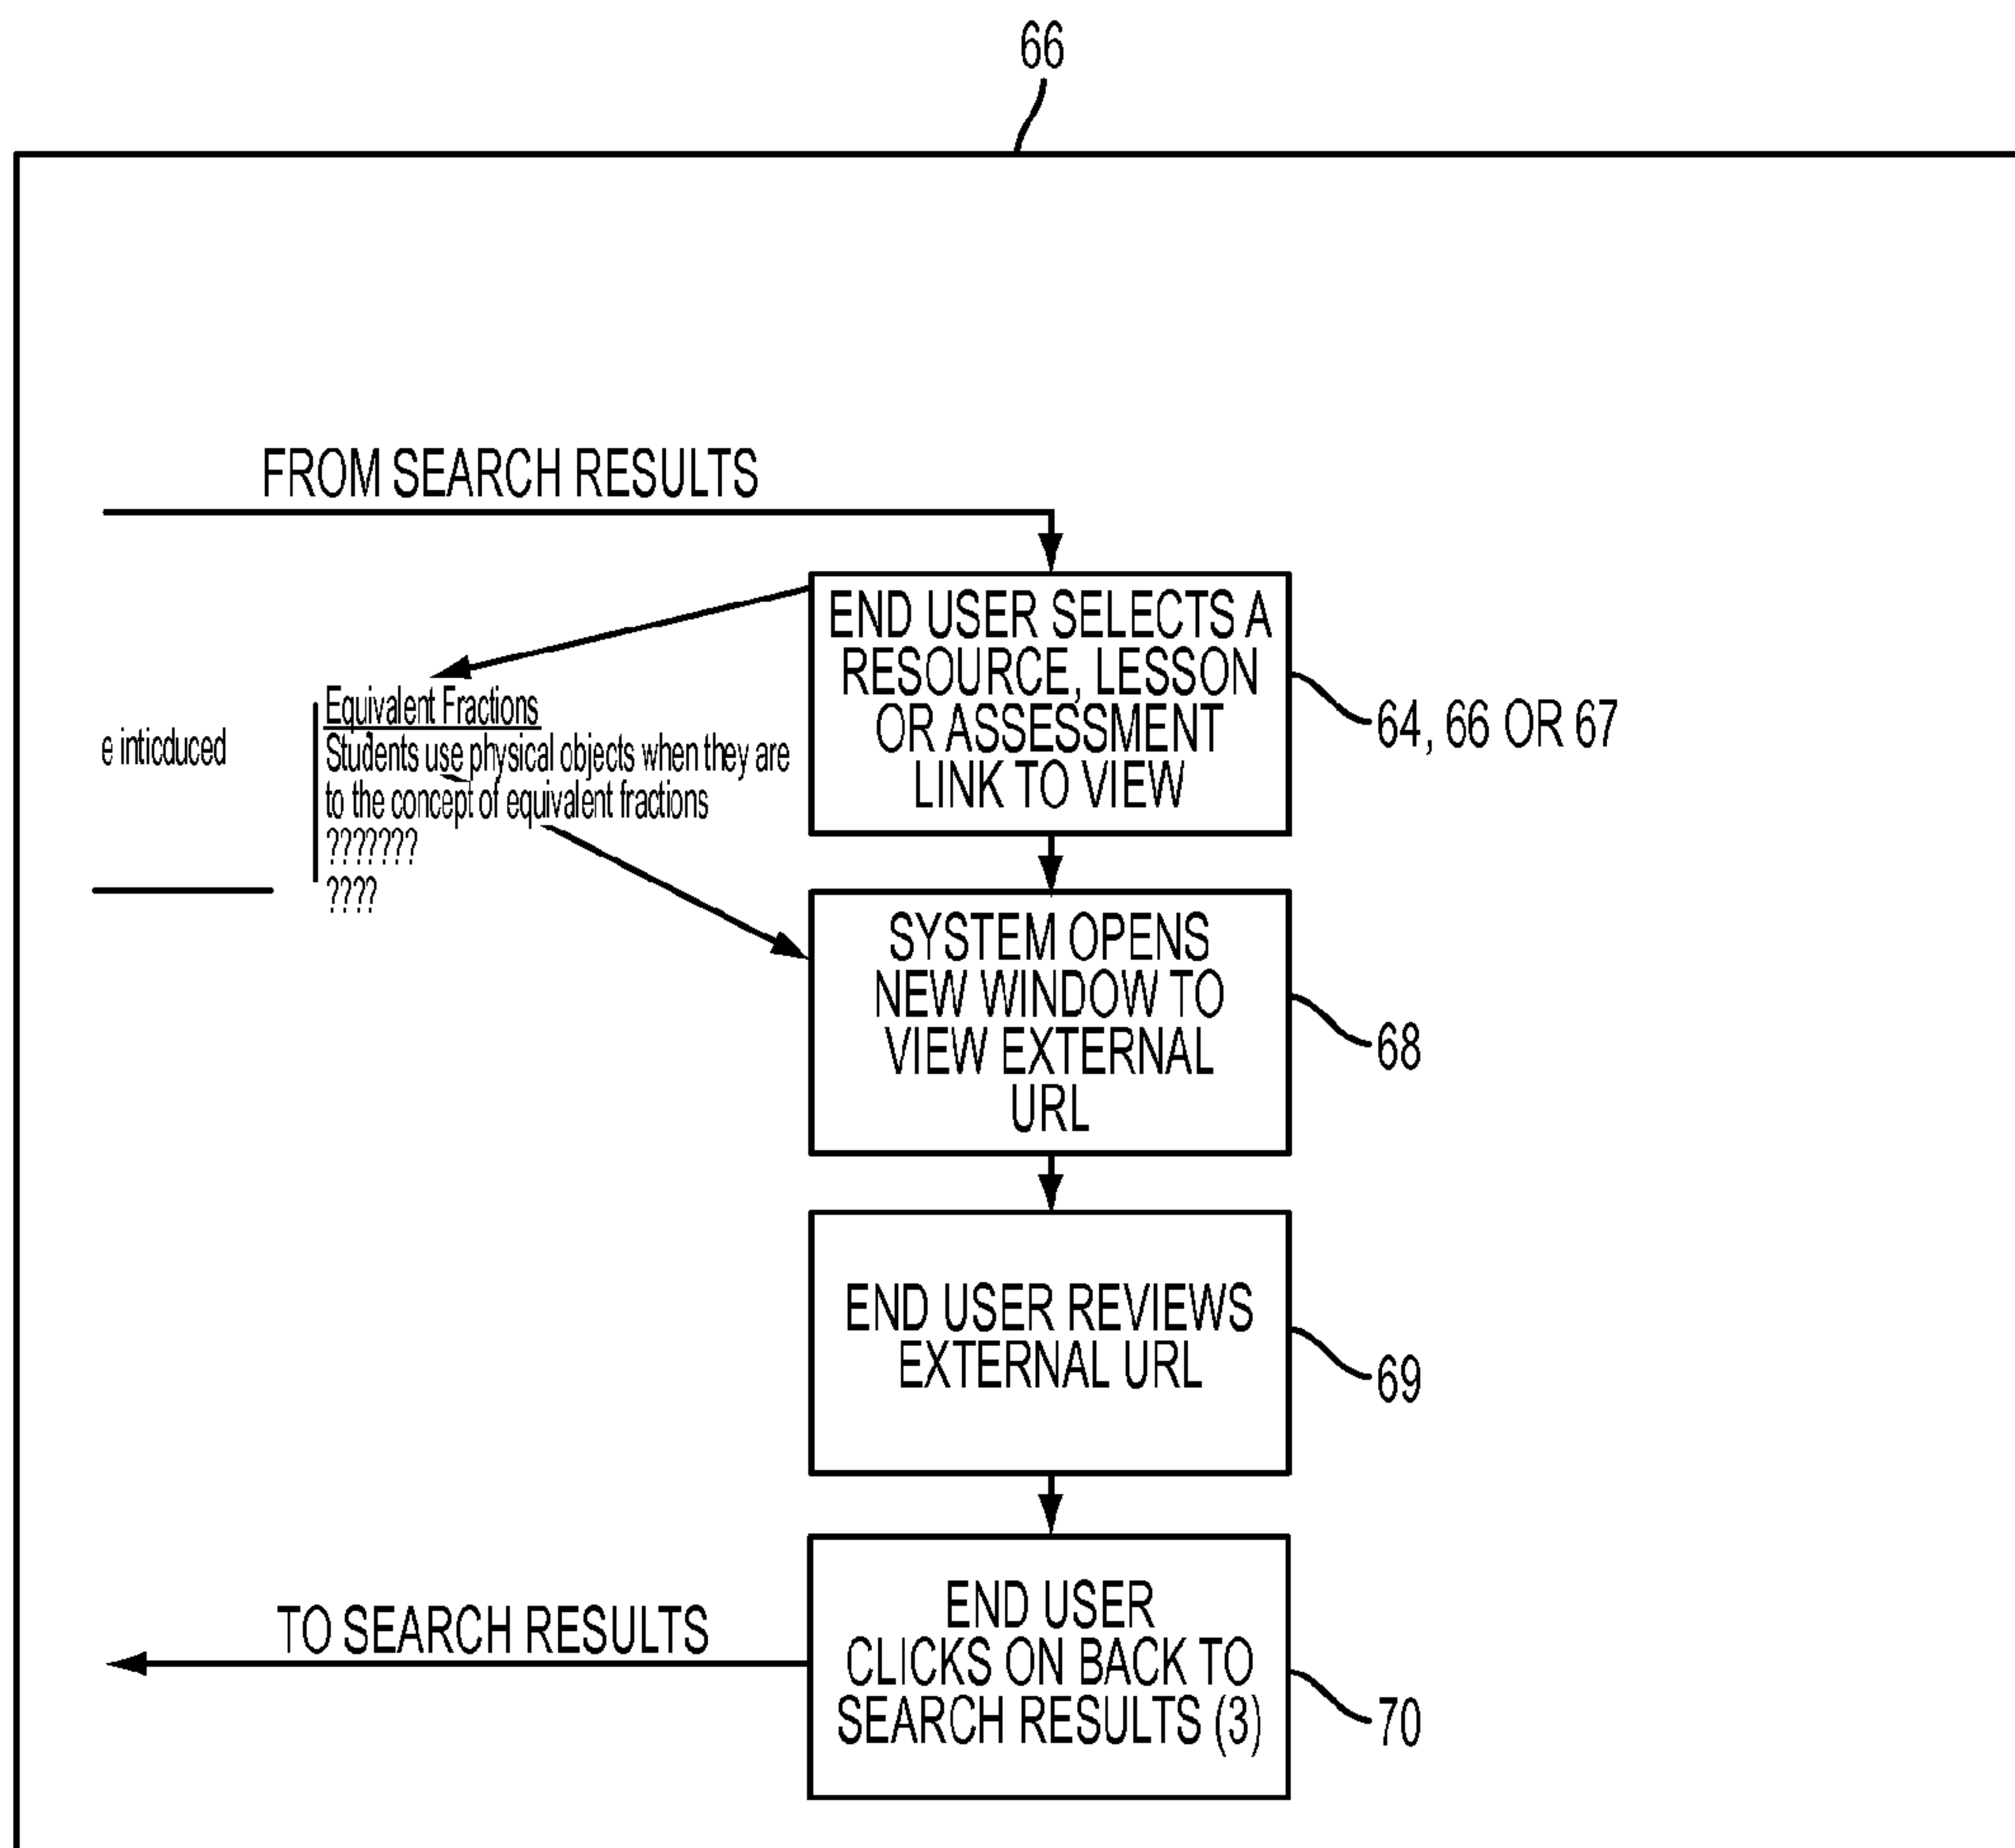 66
FROM SEARCH RESULTS
END USER SELECTS A
RESOURCE, LESSON
OR ASSESSMENT
LINK TO VIEW
64, 66 OR 67
e inticduced
Equivalent Fractions
Students use physical objects when they are
to the concept of equivalent fractions
???????
????
SYSTEM OPENS
NEW WINDOW TO
VIEW EXTERNAL
URL
68
END USER REVIEWS
EXTERNAL URL
69
TO SEARCH RESULTS
END USER
CLICKS ON BACK TO
SEARCH RESULTS (3)
70